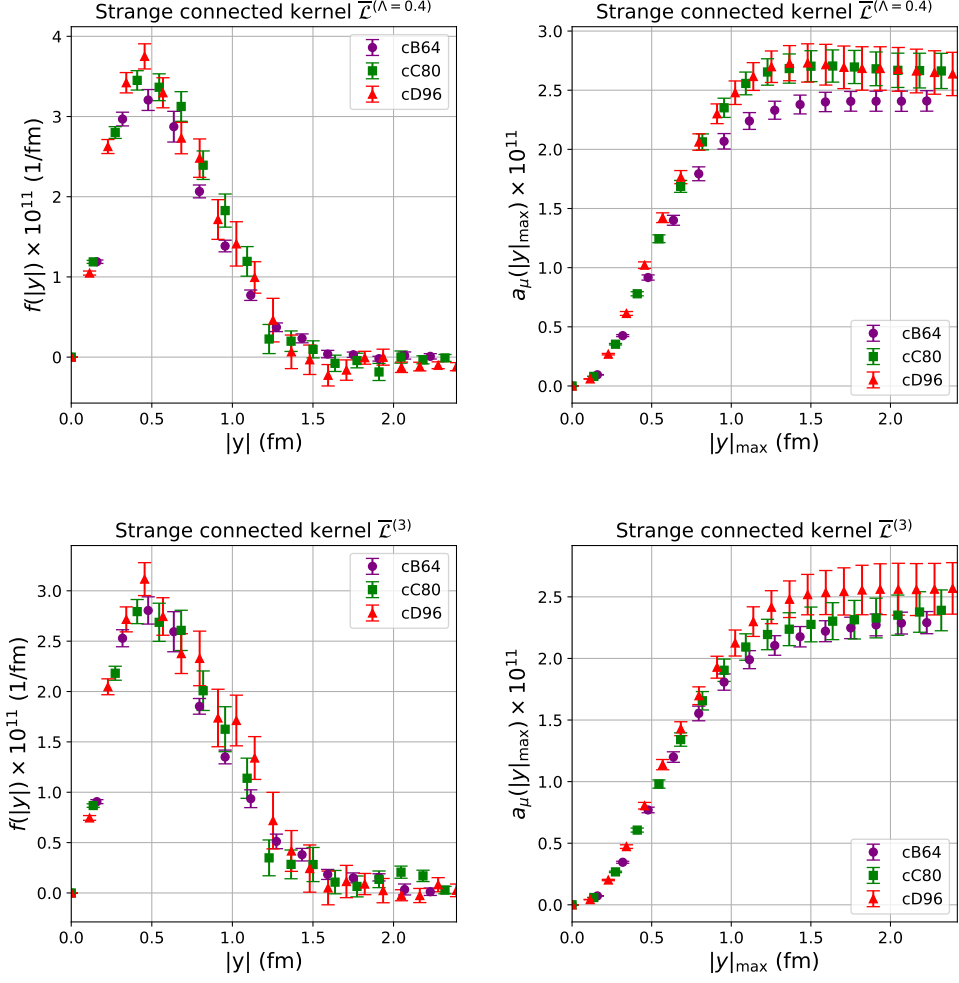 Strange connected kernel $\overline{\mathcal{L}}^{(\Lambda=0.4)}$
f(|y|) × 10¹¹ (1/fm)
4
3
2
1
0
cB64
cC80
cD96
0.0 0.5 1.0 1.5 2.0
|y| (fm)
Strange connected kernel $\overline{\mathcal{L}}^{(\Lambda=0.4)}$
$a_\mu(|y|_{\max}) \times 10^{11}$
3.0
2.5
2.0
1.5
1.0
0.5
0.0
cB64
cC80
cD96
0.0 0.5 1.0 1.5 2.0
$|y|_{\max}$ (fm)
Strange connected kernel $\overline{\mathcal{L}}^{(3)}$
f(|y|) × 10¹¹ (1/fm)
3.0
2.5
2.0
1.5
1.0
0.5
0.0
cB64
cC80
cD96
0.0 0.5 1.0 1.5 2.0
|y| (fm)
Strange connected kernel $\overline{\mathcal{L}}^{(3)}$
$a_\mu(|y|_{\max}) \times 10^{11}$
2.5
2.0
1.5
1.0
0.5
0.0
cB64
cC80
cD96
0.0 0.5 1.0 1.5 2.0
$|y|_{\max}$ (fm)